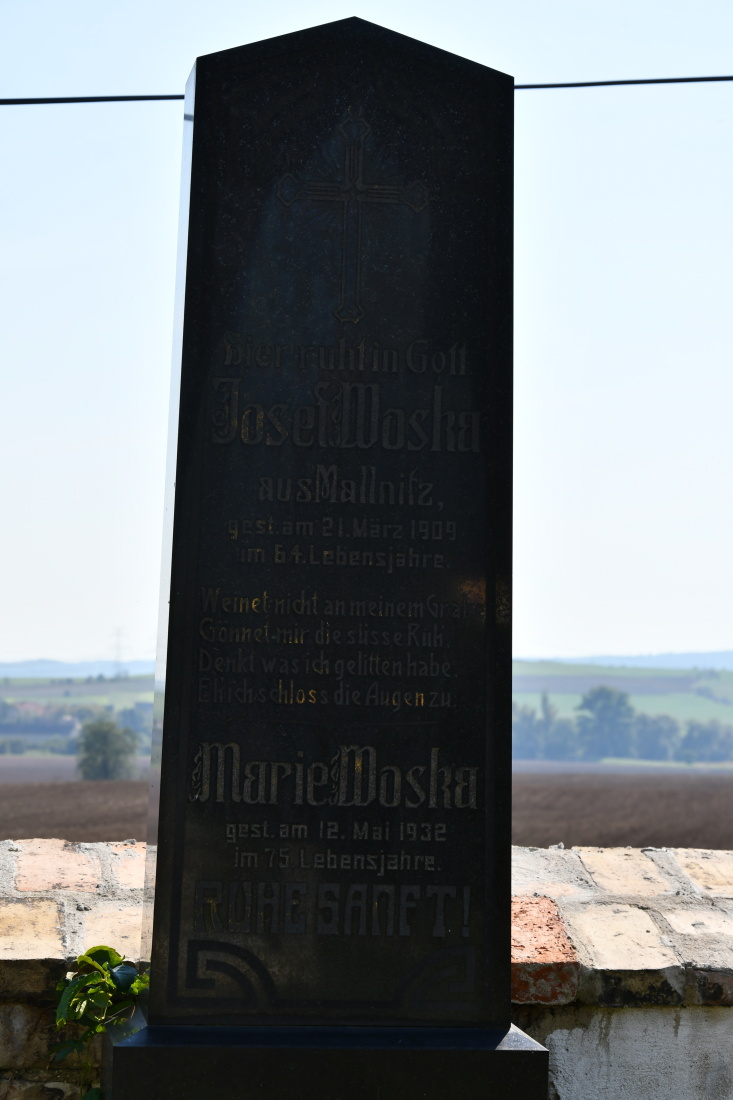 Hier ruht in Gott
Josef Woska
aus Mallnitz,
gest. am 21. März 1909
im 64. Lebensjahre.
Weinet nicht an meinem Grabe
Gönnet mir die süsse Ruh,
Denkt was ich gelitten habe,
Eh ich schloss die Augen zu.
Marie Woska
gest. am 12. Mai 1932
im 75 Lebensjahre.
RUHE SANFT!